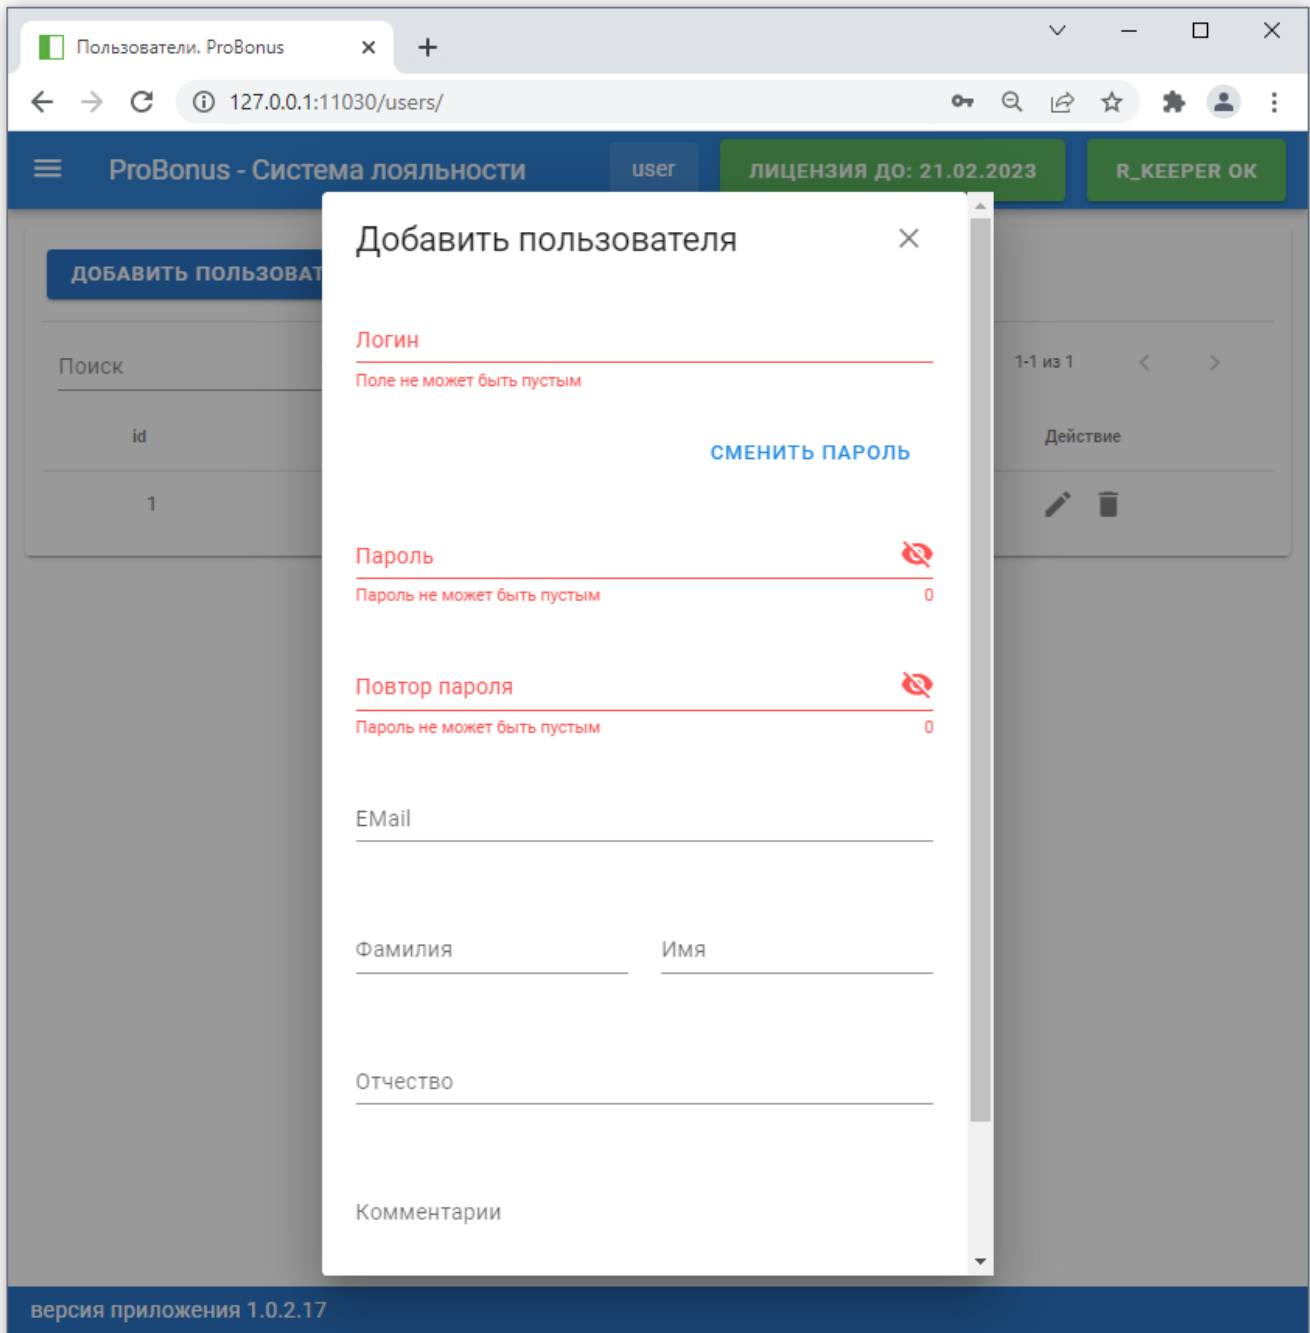 Пользователи. ProBonus
127.0.0.1:11030/users/
ProBonus - Система лояльности
user
ЛИЦЕНЗИЯ ДО: 21.02.2023
R_KEEPER OK
Добавить пользователя
ДОБАВИТЬ ПОЛЬЗОВАТ
Логин
Поле не может быть пустым
Поиск
1-1 из 1
id
Действие
СМЕНИТЬ ПАРОЛЬ
1
Пароль
Пароль не может быть пустым
0
Повтор пароля
Пароль не может быть пустым
0
EMail
Фамилия
Имя
Отчество
Комментарии
версия приложения 1.0.2.17